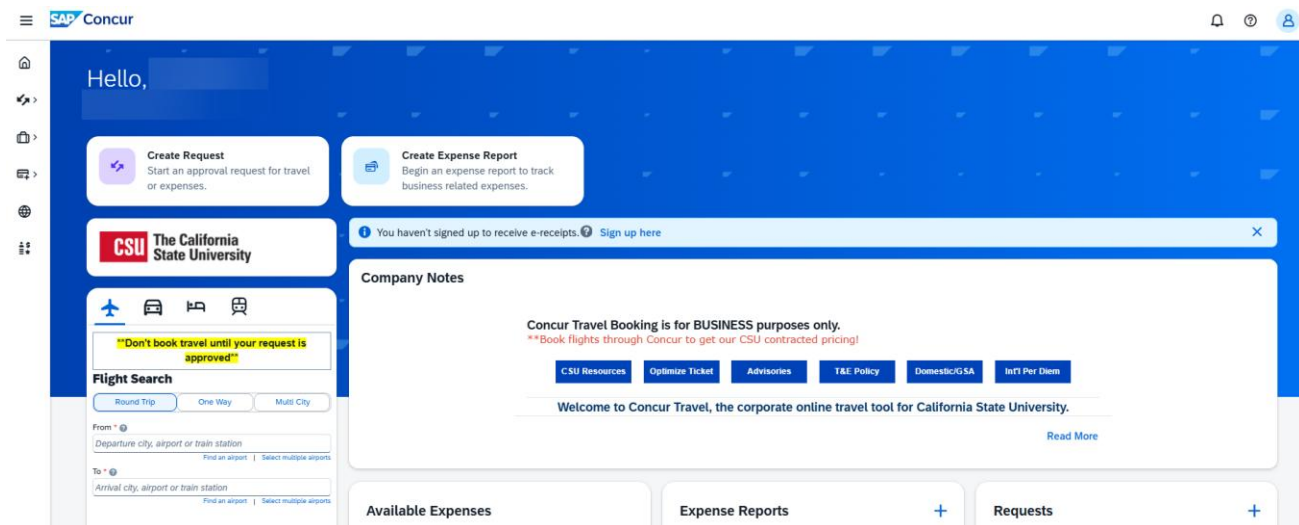 SAP Concur
Hello,
Create Request
Start an approval request for travel
or expenses.
Create Expense Report
Begin an expense report to track
business related expenses.
CSU The California
State University
You haven't signed up to receive e-receipts. Sign up here
Company Notes
Concur Travel Booking is for BUSINESS purposes only.
**Book flights through Concur to get our CSU contracted pricing!
CSU Resources Optimize Ticket Advisories T&E Policy Domestic/GSA Int'l Per Diem
Welcome to Concur Travel, the corporate online travel tool for California State University.
Read More
**Don't book travel until your request is
approved**
Flight Search
Round Trip One Way Multi City
From *
Departure city, airport or train station
Find an airport | Select multiple airports
To *
Arrival city, airport or train station
Find an airport | Select multiple airports
Available Expenses
Expense Reports +
Requests +